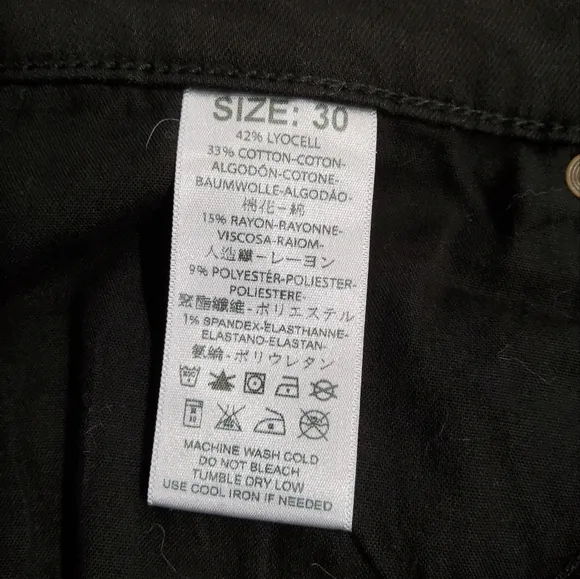 SIZE: 30
42% LYOCELL
33% COTTON-COTON-
ALGODÓN-COTONE-
BAUMWOLLE-ALGODÃO-
棉花-綿
15% RAYON-RAYONNE-
VISCOSA-RAIOM-
人造纖-レーヨン
9% POLYESTÉR-POLIESTER-
POLIESTERE-
聚酯纖維-ポリエステル
1% SPANDEX-ÉLASTHANNE-
ELASTANO-ELASTAN-
氨綸-ポリウレタン
MACHINE WASH COLD
DO NOT BLEACH
TUMBLE DRY LOW
USE COOL IRON IF NEEDED